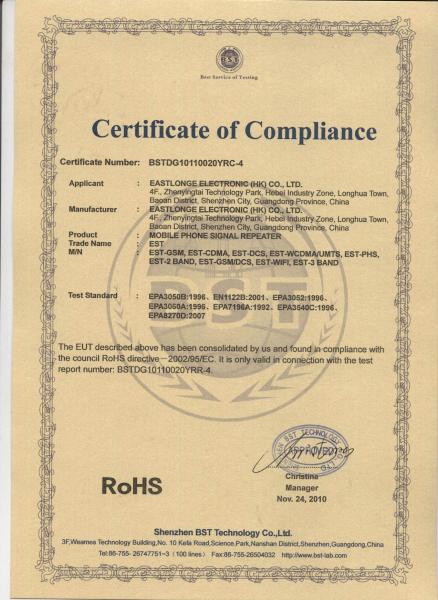 BST
Best Service of Testing
Certificate of Compliance
Certificate Number: BSTDG10110020YRC-4
Applicant : EASTLONGE ELECTRONIC (HK) CO., LTD.
4F., Zhenyingtai Technology Park, Hebei Industry Zone, Longhua Town,
Baoan District, Shenzhen City, Guangdong Province, China
Manufacturer : EASTLONGE ELECTRONIC (HK) CO., LTD.
4F., Zhenyingtai Technology Park, Hebei Industry Zone, Longhua Town,
Baoan District, Shenzhen City, Guangdong Province, China
Product : MOBILE PHONE SIGNAL REPEATER
Trade Name : EST
M/N : EST-GSM, EST-CDMA, EST-DCS, EST-WCDMA/UMTS, EST-PHS,
EST-2 BAND, EST-GSM/DCS, EST-WIFI, EST-3 BAND
Test Standard : EPA3050B:1996、EN1122B:2001、EPA3052:1996、
EPA3060A:1996、EPA7196A:1992、EPA3540C:1996、
EPA8270D:2007
The EUT described above has been consolidated by us and found in compliance with
the council RoHS directive－2002/95/EC. It is only valid in connection with the test
report number: BSTDG10110020YRR-4.
BST TECHNOLOGY
APPROVED
Christina
Manager
RoHS
Nov. 24, 2010
Shenzhen BST Technology Co.,Ltd.
3F,Weames Technology Building,No. 10 Kefa Road,Science Park,Nanshan District,Shenzhen,Guangdong,China
Tel:86-755- 26747751~3 (100 lines) Fax:86-755-26504032 http://www.bst-lab.com